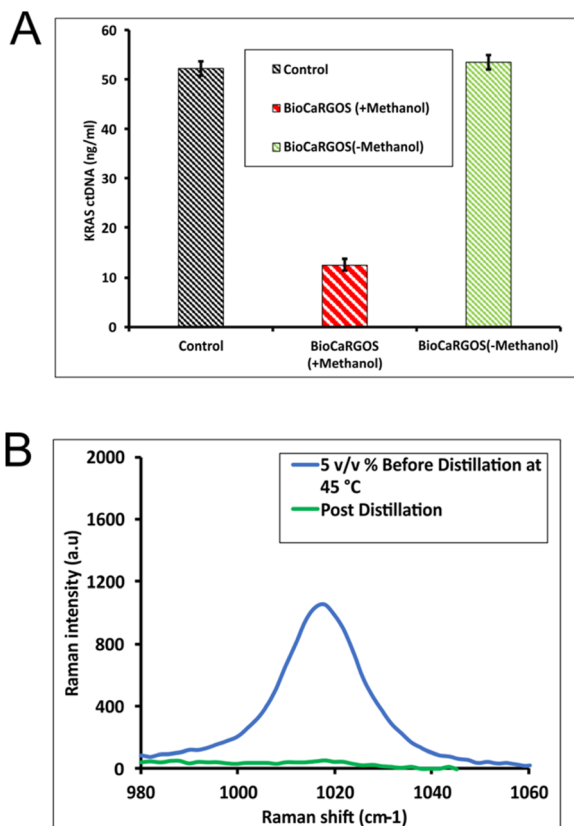 A
60
50
40
30
20
10
0
KRAS ctDNA (ng/ml)
Control
BioCaRGOS (+Methanol)
BioCaRGOS(-Methanol)
Control
BioCaRGOS
(+Methanol)
BioCaRGOS(-Methanol)
B
2000
1600
1200
800
400
0
Raman intensity (a.u)
5 v/v % Before Distillation at
45 °C
Post Distillation
980
1000
1020
1040
1060
Raman shift (cm-1)